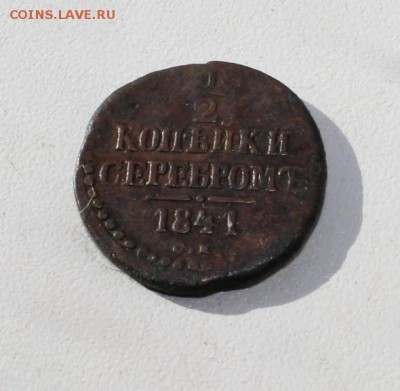 COINS.LAVE.RU
1
2
КОПѢЙКИ
СЕРЕБРОМЪ
1841